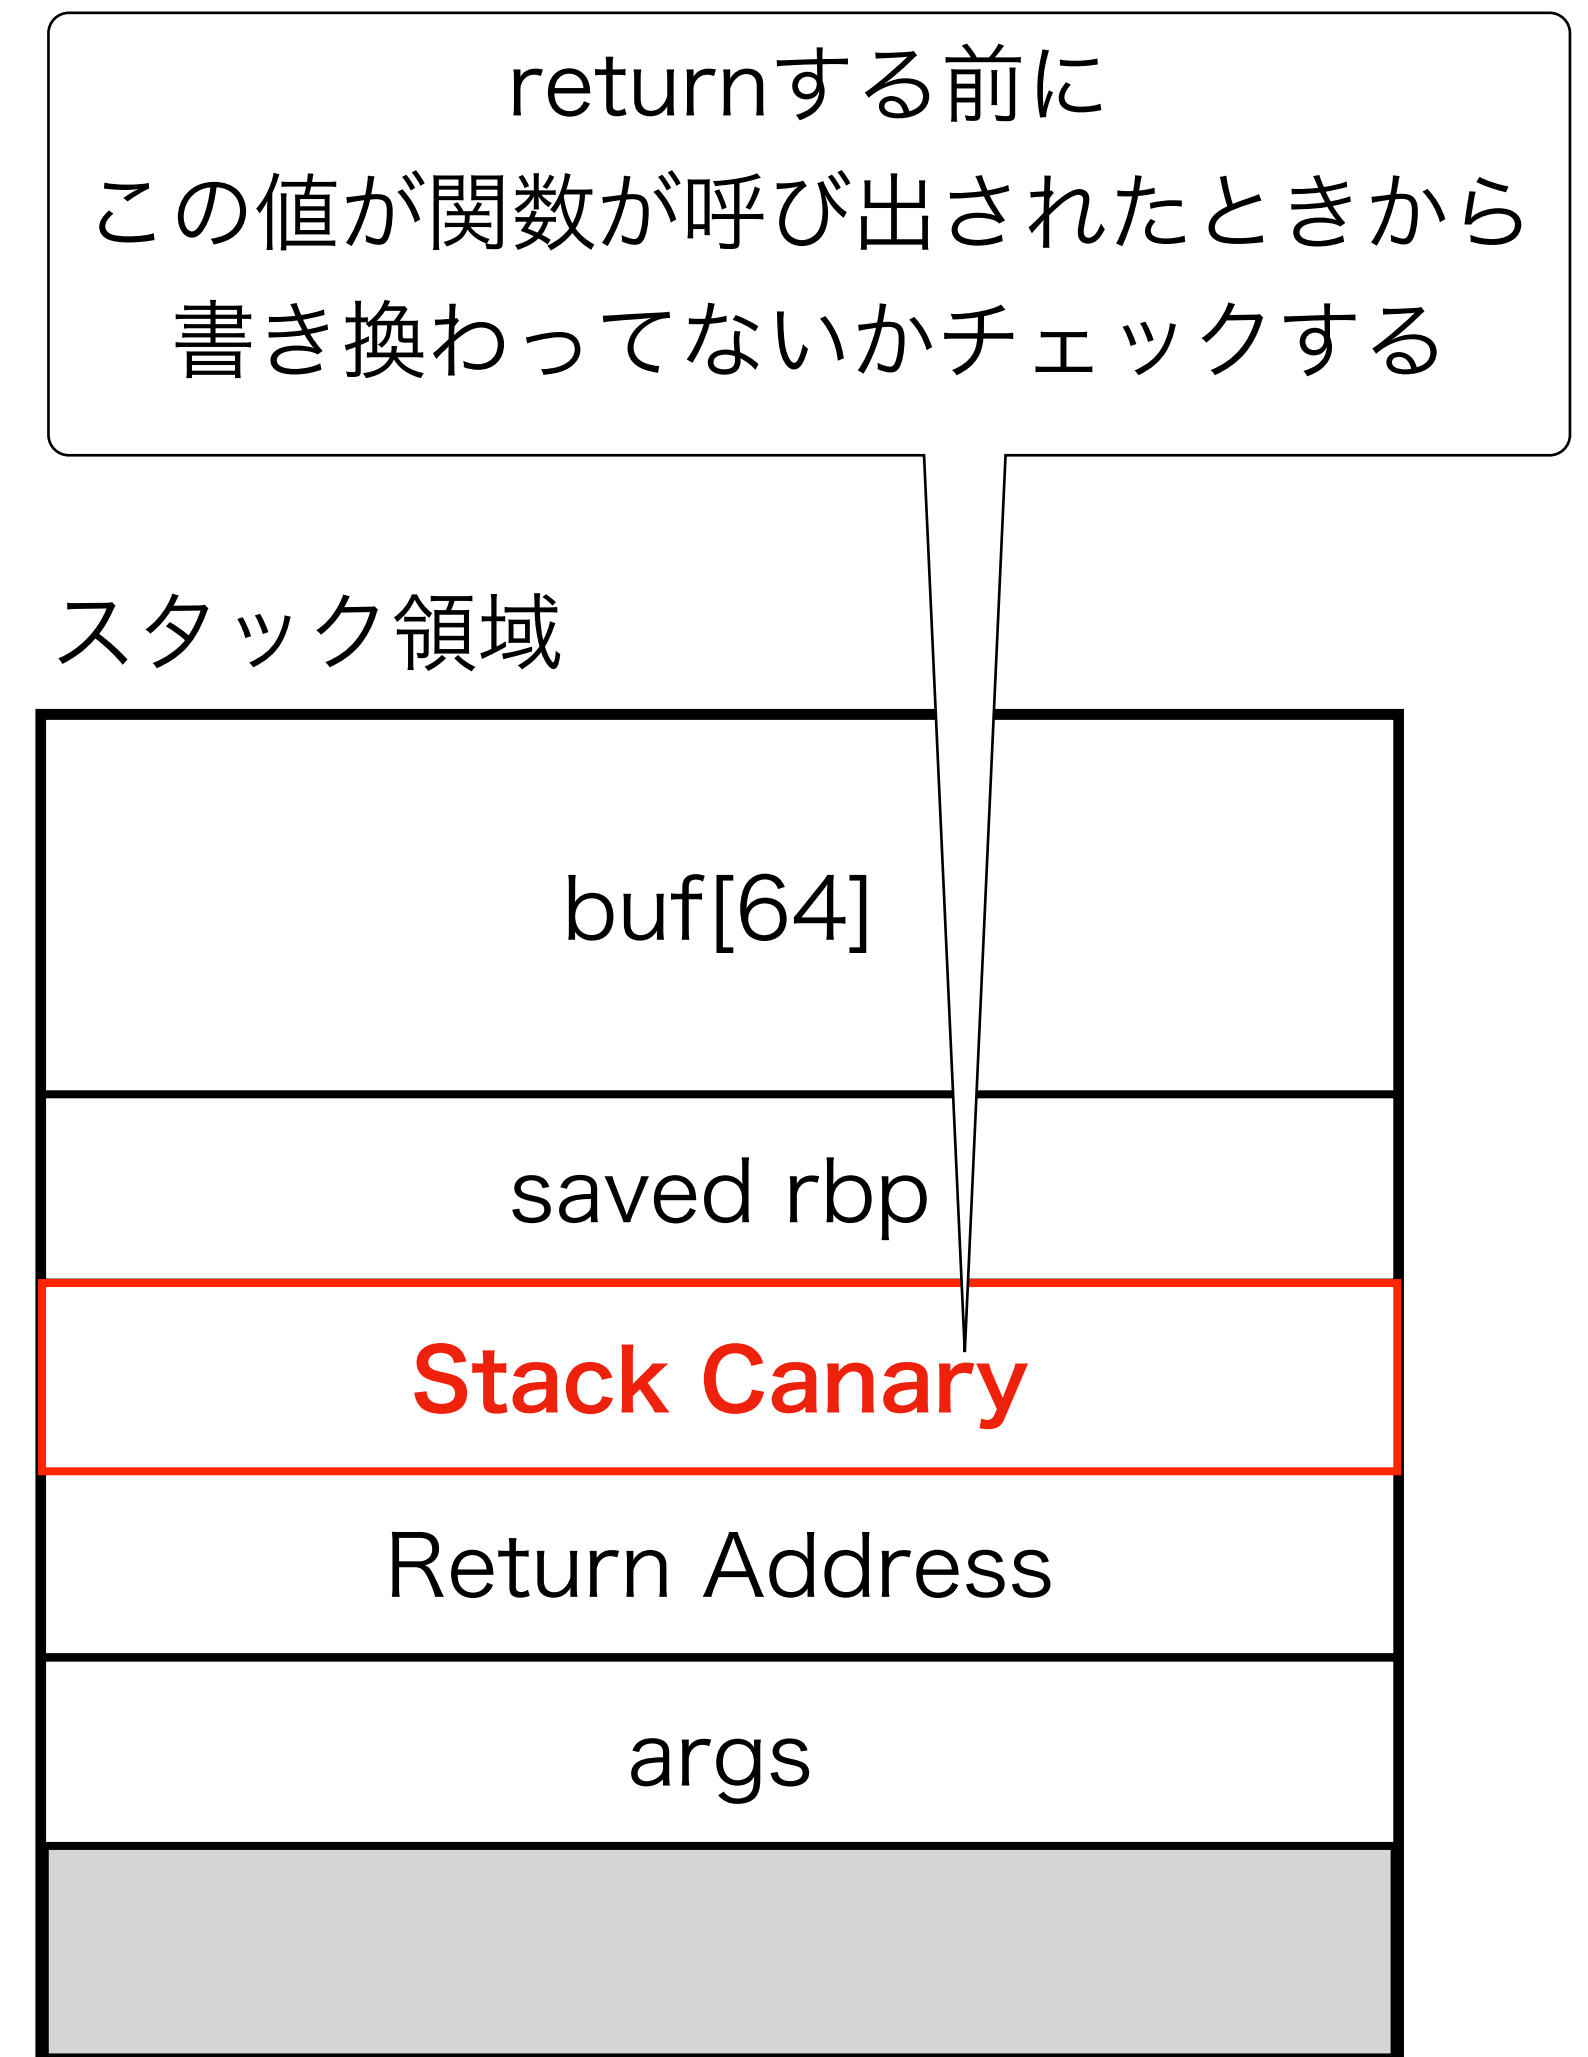 returnする前に
この値が関数が呼び出されたときから
書き換わってないかチェックする
スタック領域
buf[64]
saved rbp
Stack Canary
Return Address
args